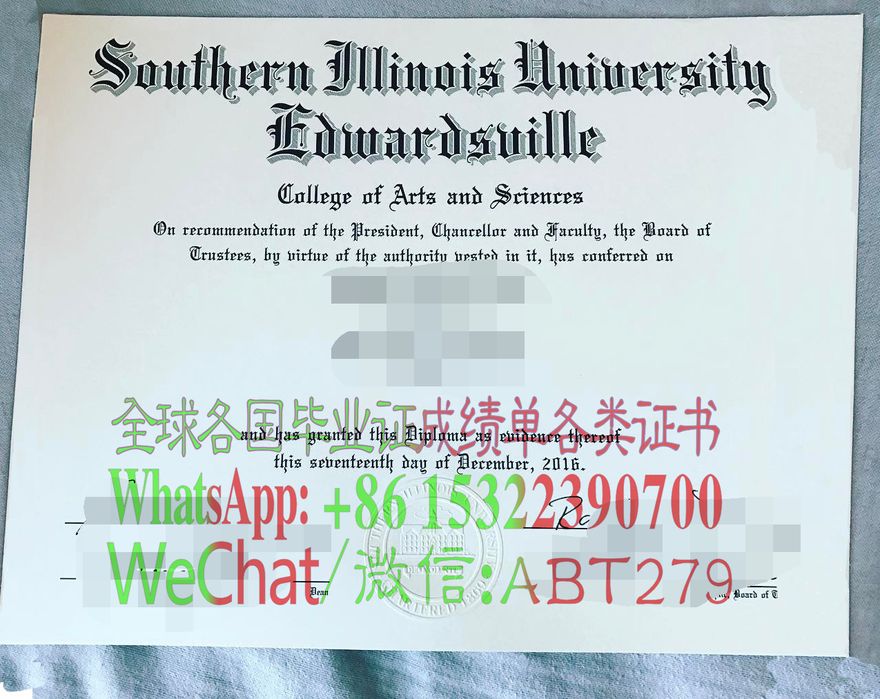 Southern Illinois University
Edwardsville
College of Arts and Sciences
On recommendation of the President, Chancellor and Faculty, the Board of
Trustees, by virtue of the authority vested in it, has conferred on
全球各国毕业证成绩单各类证书
and has granted this Diploma as evidence thereof
this seventeenth day of December, 2016.
WhatsApp: +86 15322390700
WeChat/微信:ABT279
Dean
Board of T